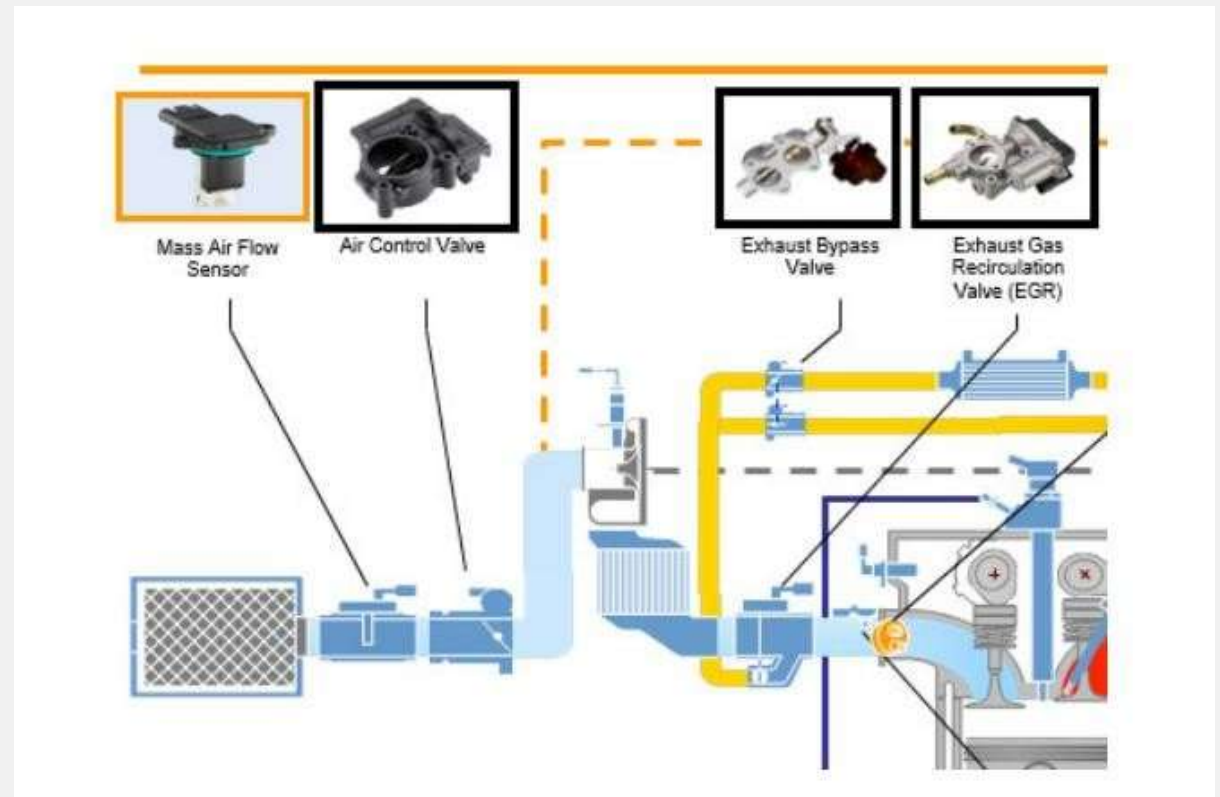 Mass Air Flow
Sensor
Air Control Valve
Exhaust Bypass
Valve
Exhaust Gas
Recirculation
Valve (EGR)